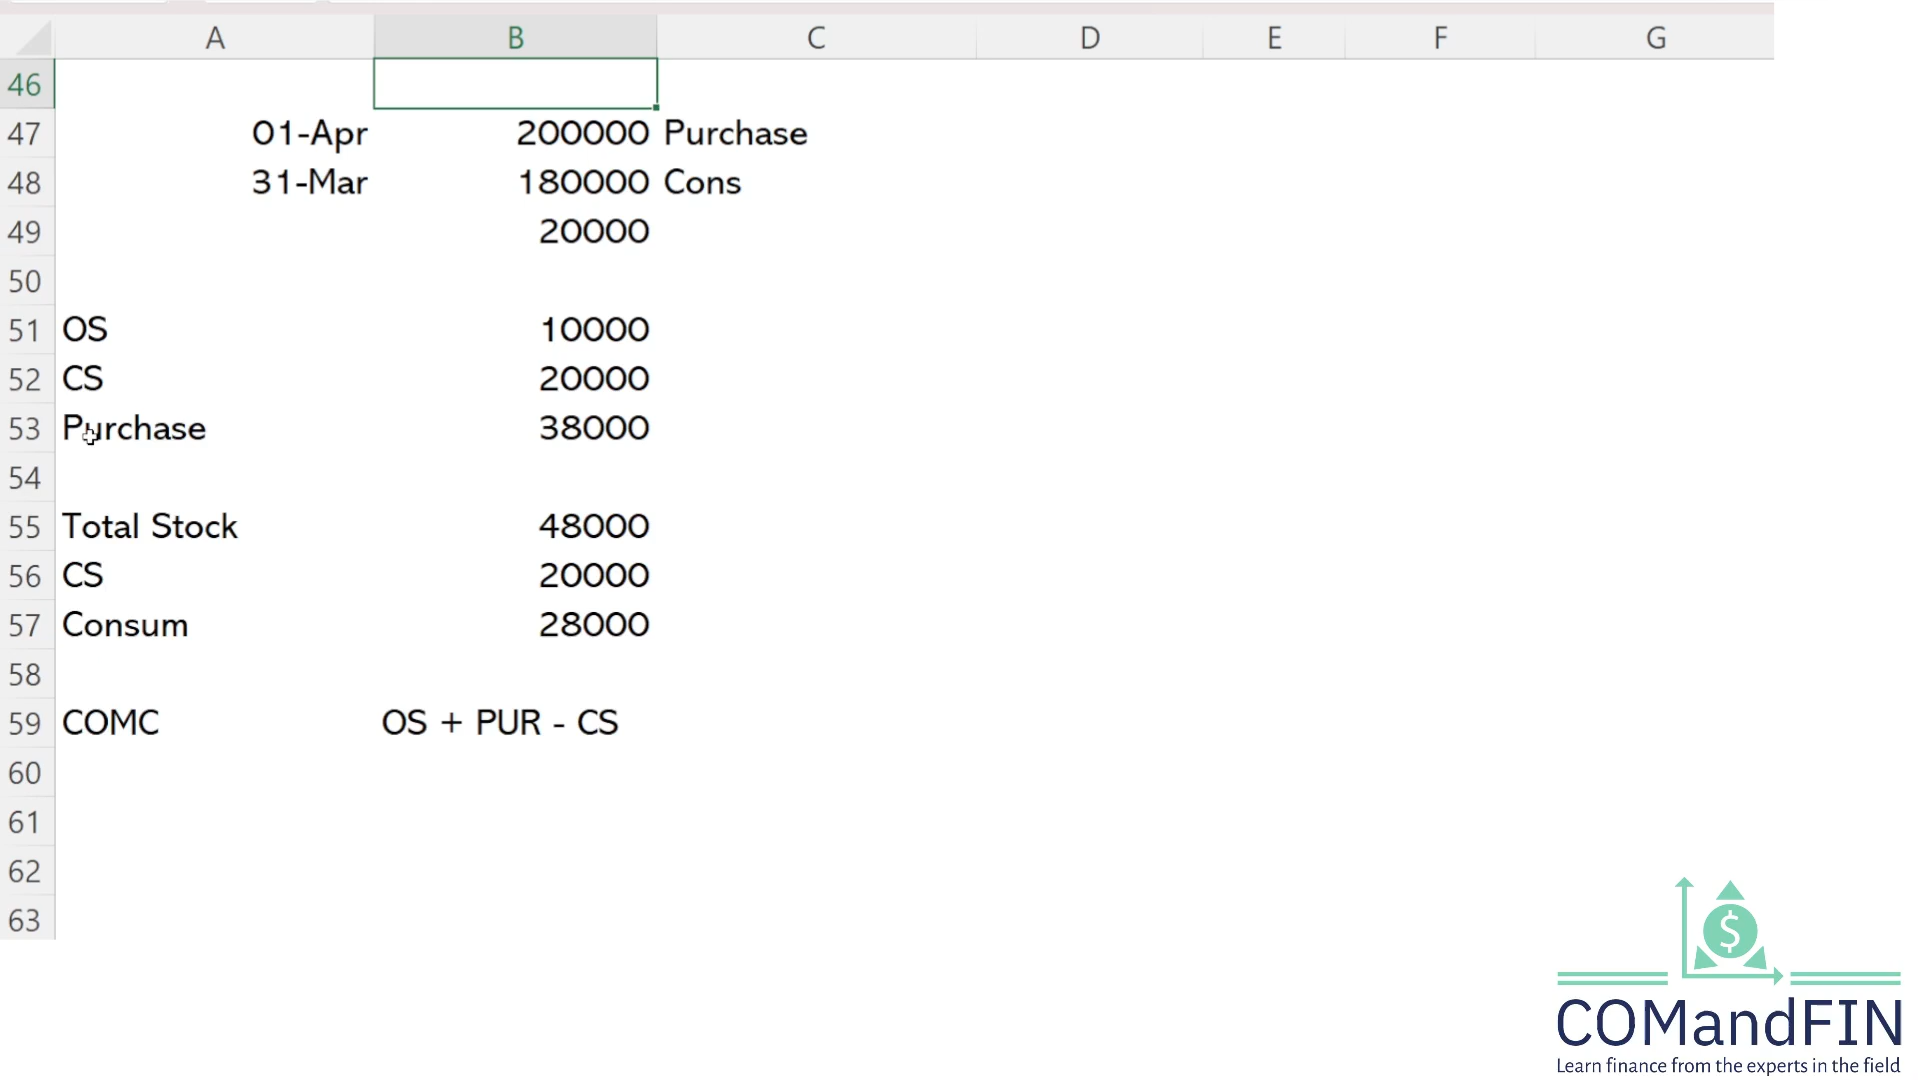 A B C D E F G
46
47 01-Apr 200000 Purchase
48 31-Mar 180000 Cons
49 20000
50
51 OS 10000
52 CS 20000
53 Purchase 38000
54
55 Total Stock 48000
56 CS 20000
57 Consum 28000
58
59 COMC OS + PUR - CS
60
61
62
63
$
COMandFIN
Learn finance from the experts in the field